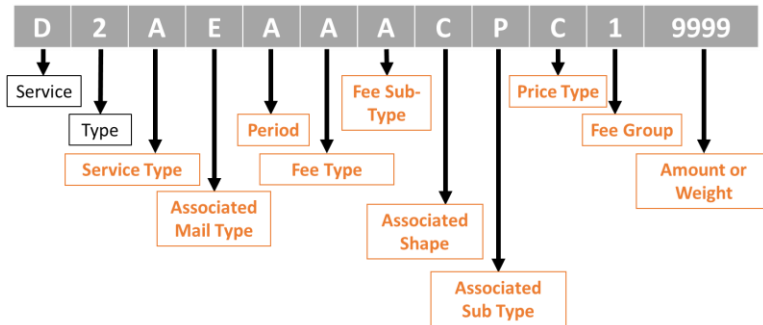 D 2 A E A A A C P C 1 9999
Service
Type
Service Type
Associated
Mail Type
Period
Fee Type
Fee Sub-
Type
Associated
Shape
Associated
Sub Type
Price Type
Fee Group
Amount or
Weight